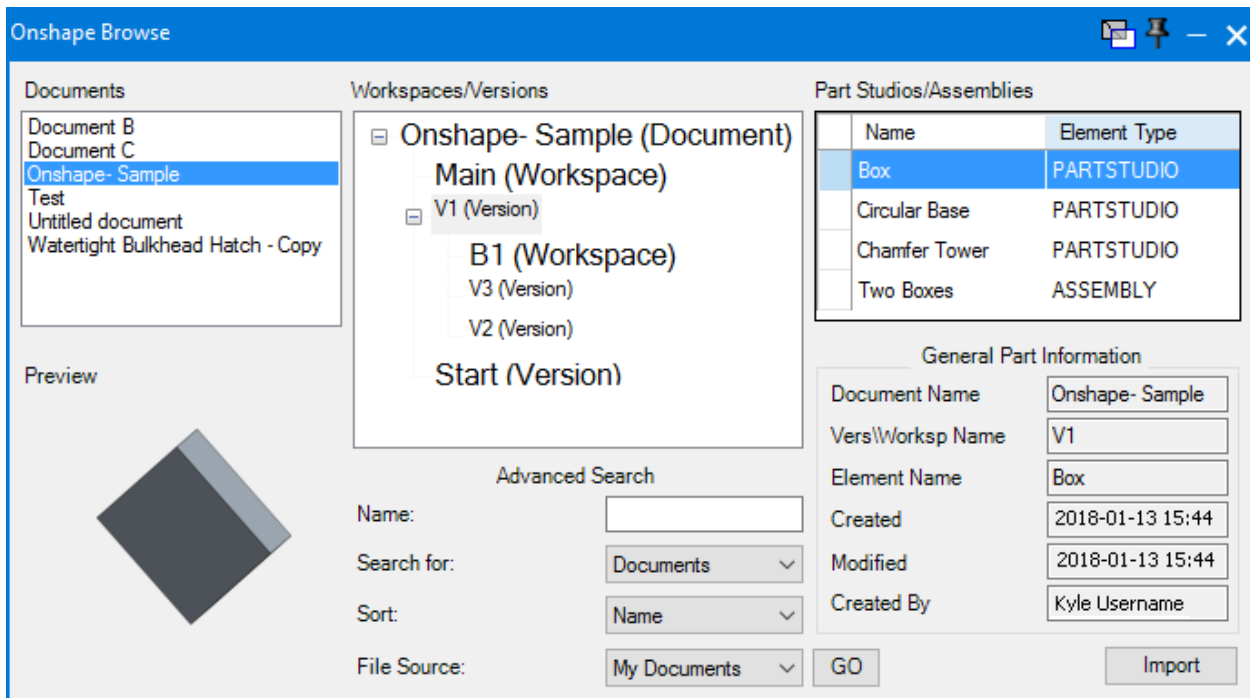 Onshape Browse
Documents
Document B
Document C
Onshape- Sample
Test
Untitled document
Watertight Bulkhead Hatch - Copy
Preview
Workspaces/Versions
Onshape- Sample (Document)
Main (Workspace)
V1 (Version)
B1 (Workspace)
V3 (Version)
V2 (Version)
Start (Version)
Advanced Search
Name:
Search for: Documents
Sort: Name
File Source: My Documents
GO
Part Studios/Assemblies
Name Element Type
Box PARTSTUDIO
Circular Base PARTSTUDIO
Chamfer Tower PARTSTUDIO
Two Boxes ASSEMBLY
General Part Information
Document Name Onshape- Sample
Vers\Worksp Name V1
Element Name Box
Created 2018-01-13 15:44
Modified 2018-01-13 15:44
Created By Kyle Username
Import